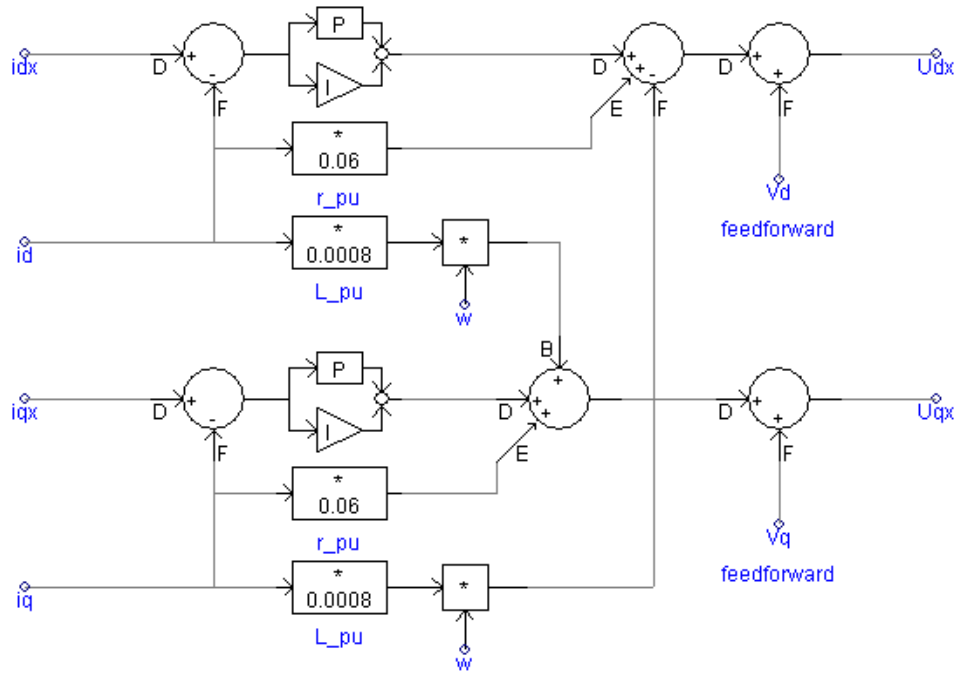 P
idx D + - F I D + + - D + Udx
E F + F
*
0.06
r_pu Vd
feedforward
id * *
0.0008
L_pu w
B
P
iqx D + - F I D + + + D + Uqx
E + F
*
0.06
r_pu Vq
feedforward
iq * *
0.0008
L_pu w